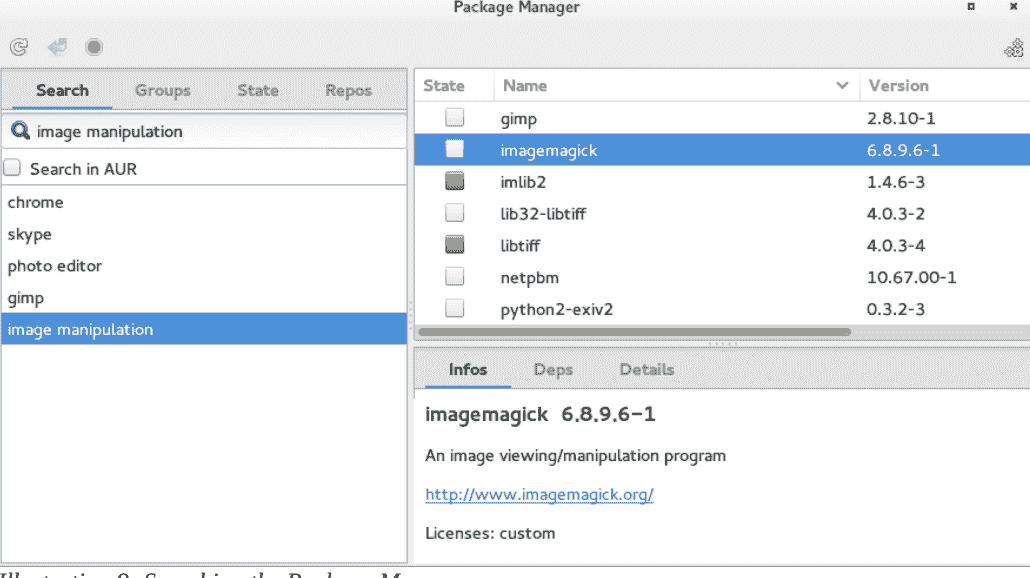 Package Manager
Search Groups State Repos
image manipulation
Search in AUR
chrome
skype
photo editor
gimp
image manipulation
State Name Version
gimp 2.8.10-1
imagemagick 6.8.9.6-1
imlib2 1.4.6-3
lib32-libtiff 4.0.3-2
libtiff 4.0.3-4
netpbm 10.67.00-1
python2-exiv2 0.3.2-3
Infos Deps Details
imagemagick 6.8.9.6-1
An image viewing/manipulation program
http://www.imagemagick.org/
Licenses: custom